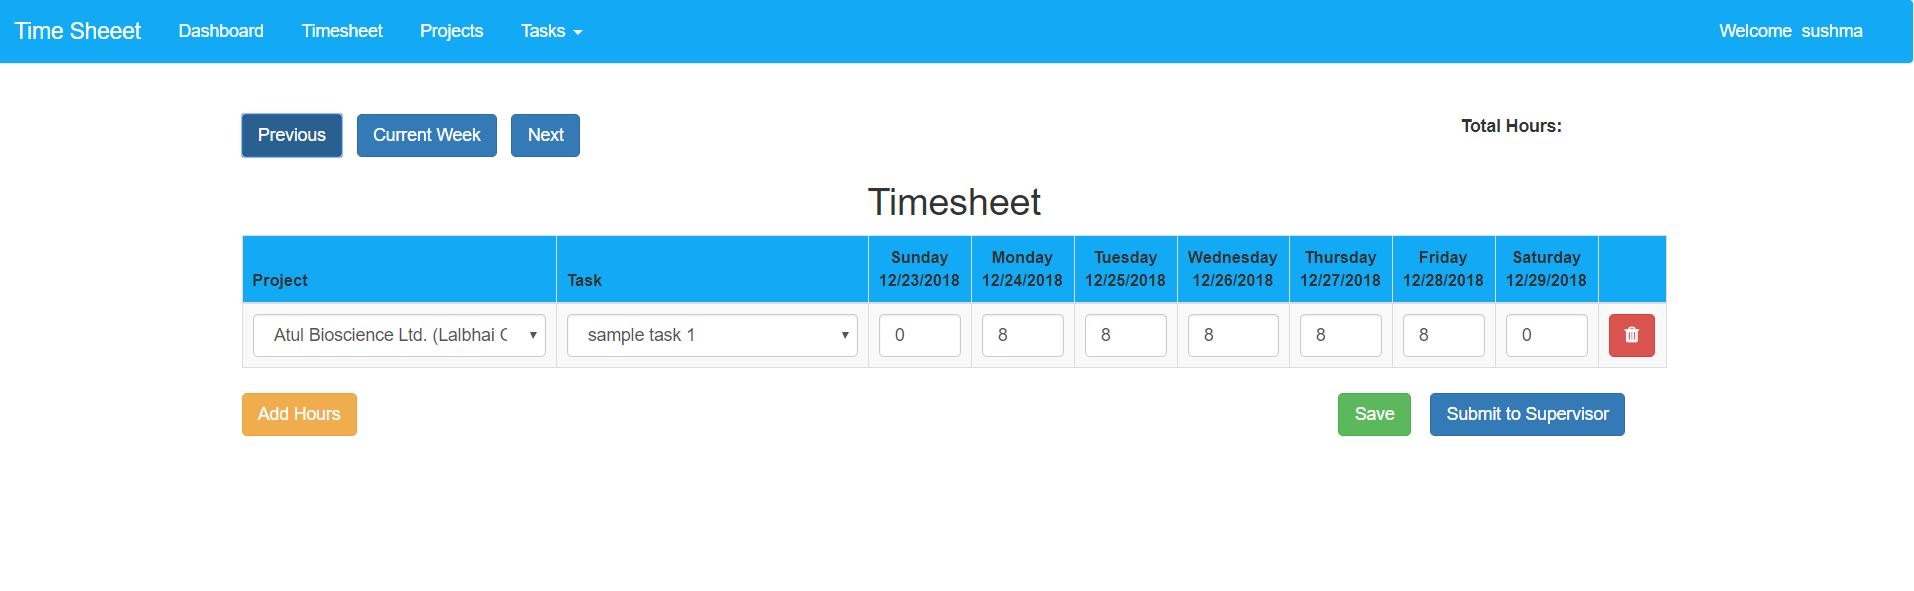 Time Sheeet Dashboard Timesheet Projects Tasks Welcome sushma
Previous Current Week Next Total Hours:
Timesheet
Project Task Sunday 12/23/2018 Monday 12/24/2018 Tuesday 12/25/2018 Wednesday 12/26/2018 Thursday 12/27/2018 Friday 12/28/2018 Saturday 12/29/2018
Atul Bioscience Ltd. (Lalbhai sample task 1 0 8 8 8 8 8 0
Add Hours Save Submit to Supervisor